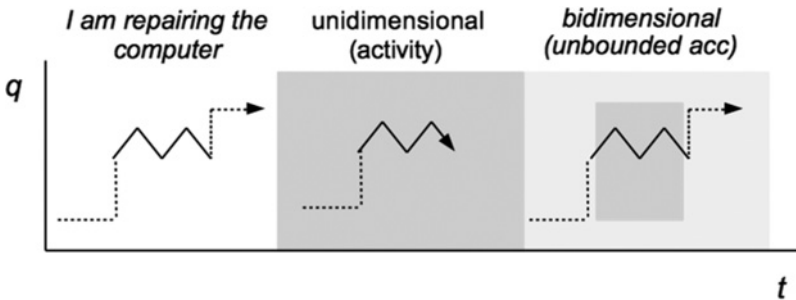 I am repairing the
computer
unidimensional
(activity)
bidimensional
(unbounded acc)
q
t